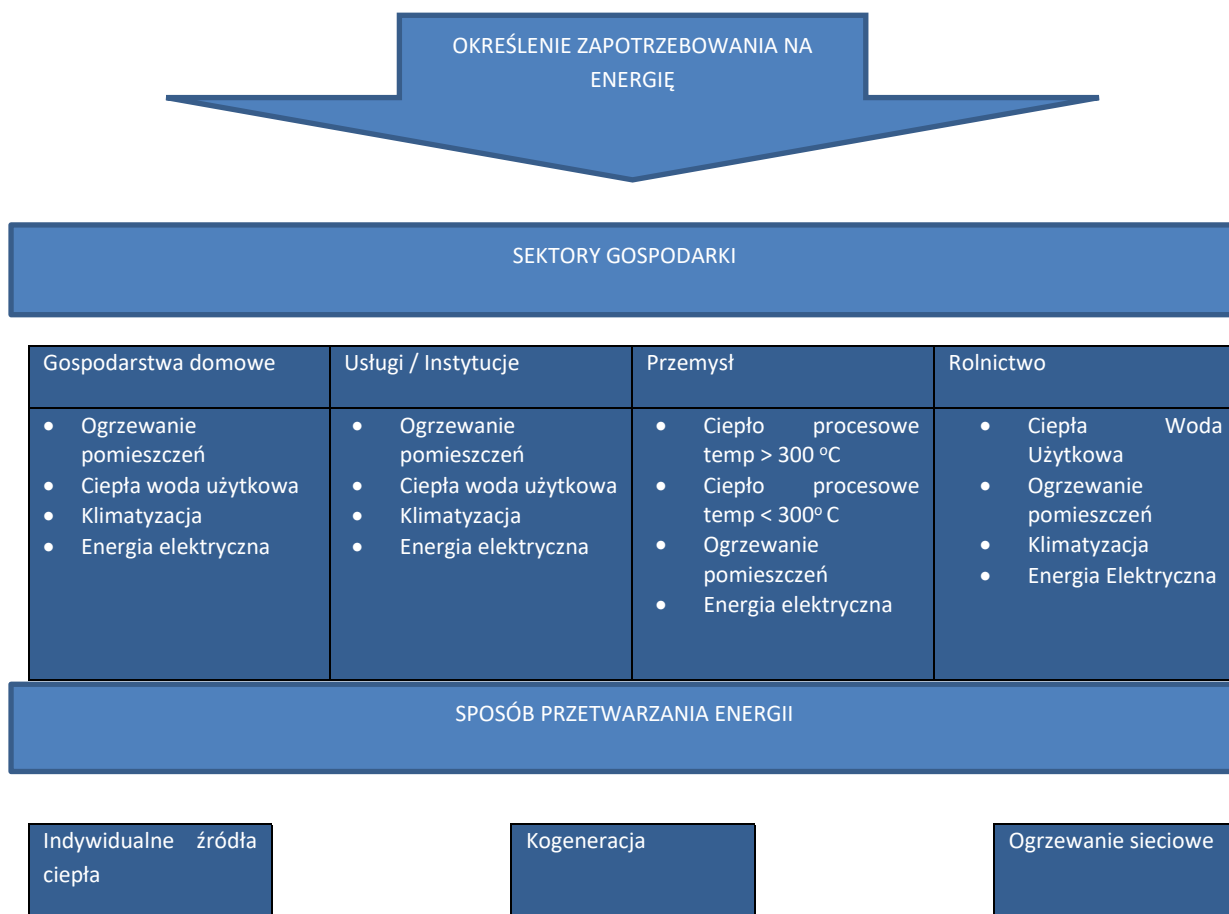 OKREŚLENIE ZAPOTRZEBOWANIA NA
ENERGIĘ
SEKTORY GOSPODARKI
Gospodarstwa domowe
• Ogrzewanie
pomieszczeń
• Ciepła woda użytkowa
• Klimatyzacja
• Energia elektryczna
Usługi / Instytucje
• Ogrzewanie
pomieszczeń
• Ciepła woda użytkowa
• Klimatyzacja
• Energia elektryczna
Przemysł
• Ciepło procesowe
temp > 300 °C
• Ciepło procesowe
temp < 300° C
• Ogrzewanie
pomieszczeń
• Energia elektryczna
Rolnictwo
• Ciepła Woda
Użytkowa
• Ogrzewanie
pomieszczeń
• Klimatyzacja
• Energia Elektryczna
SPOSÓB PRZETWARZANIA ENERGII
Indywidualne źródła
ciepła
Kogeneracja
Ogrzewanie sieciowe